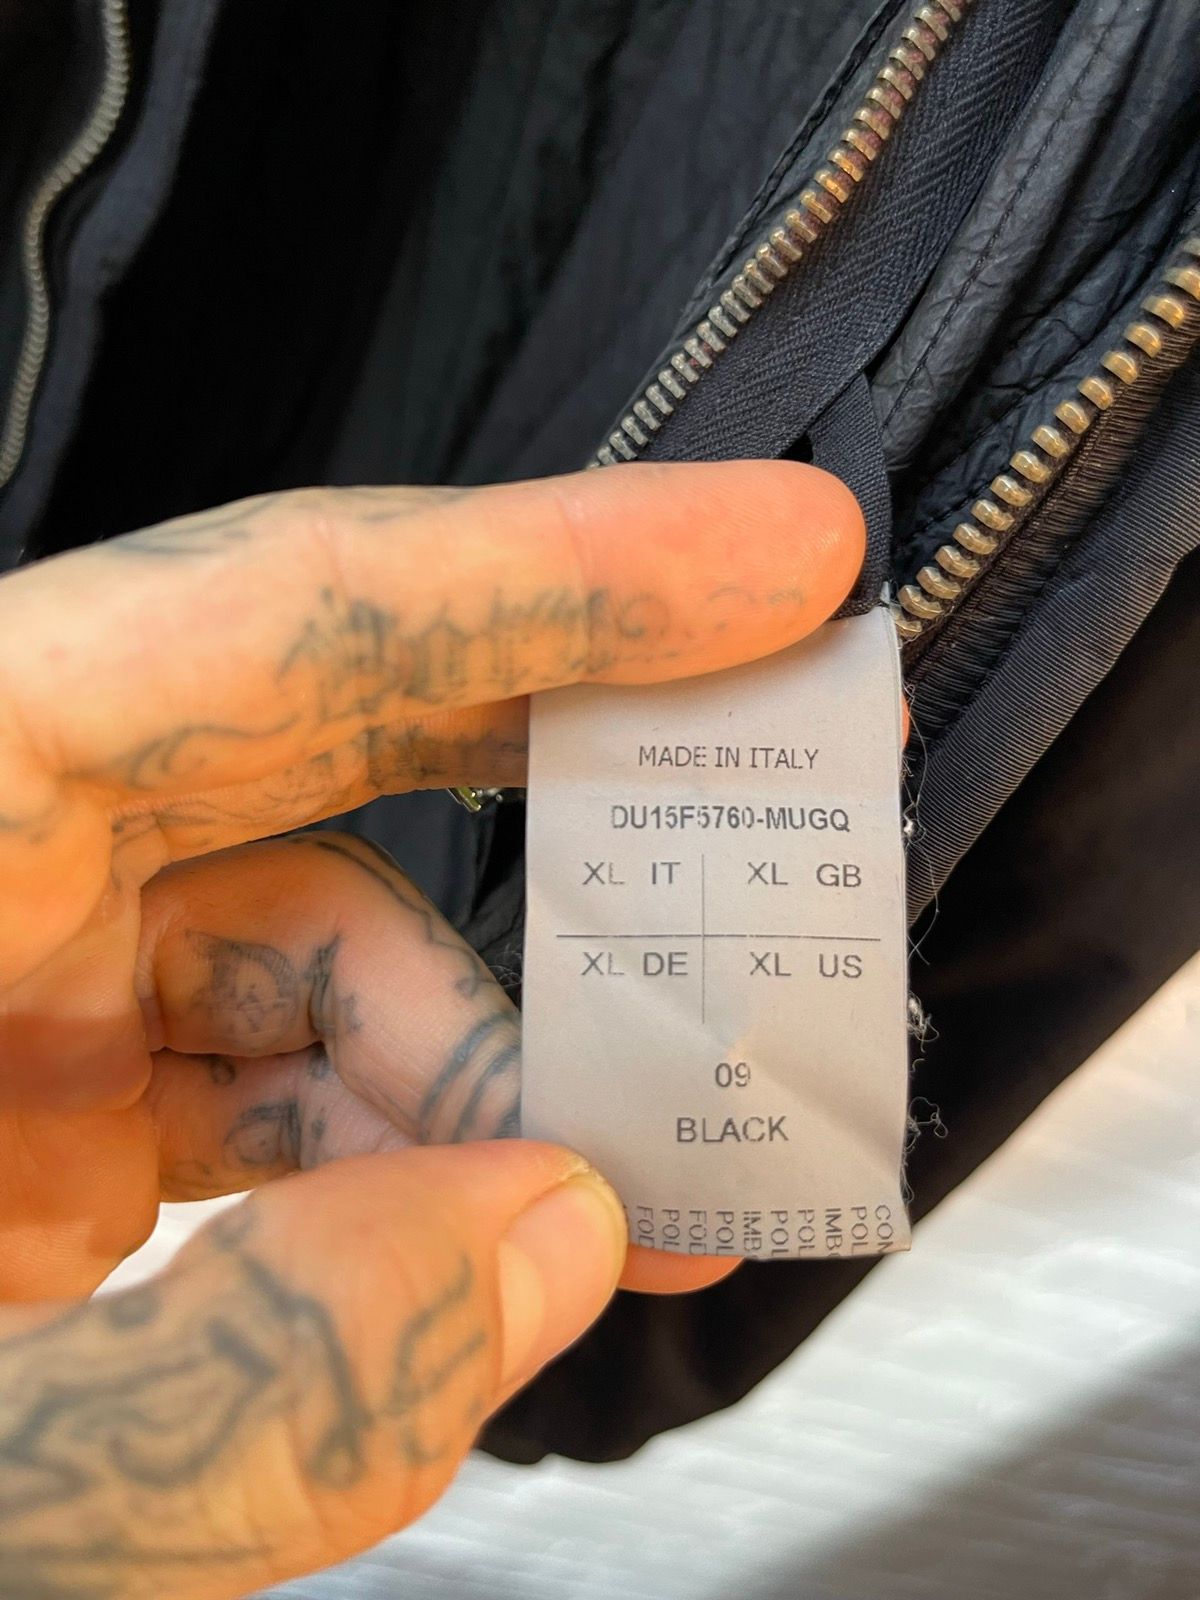 MADE IN ITALY
DU15F5760-MUGQ
XL IT XL GB
XL DE XL US
09
BLACK